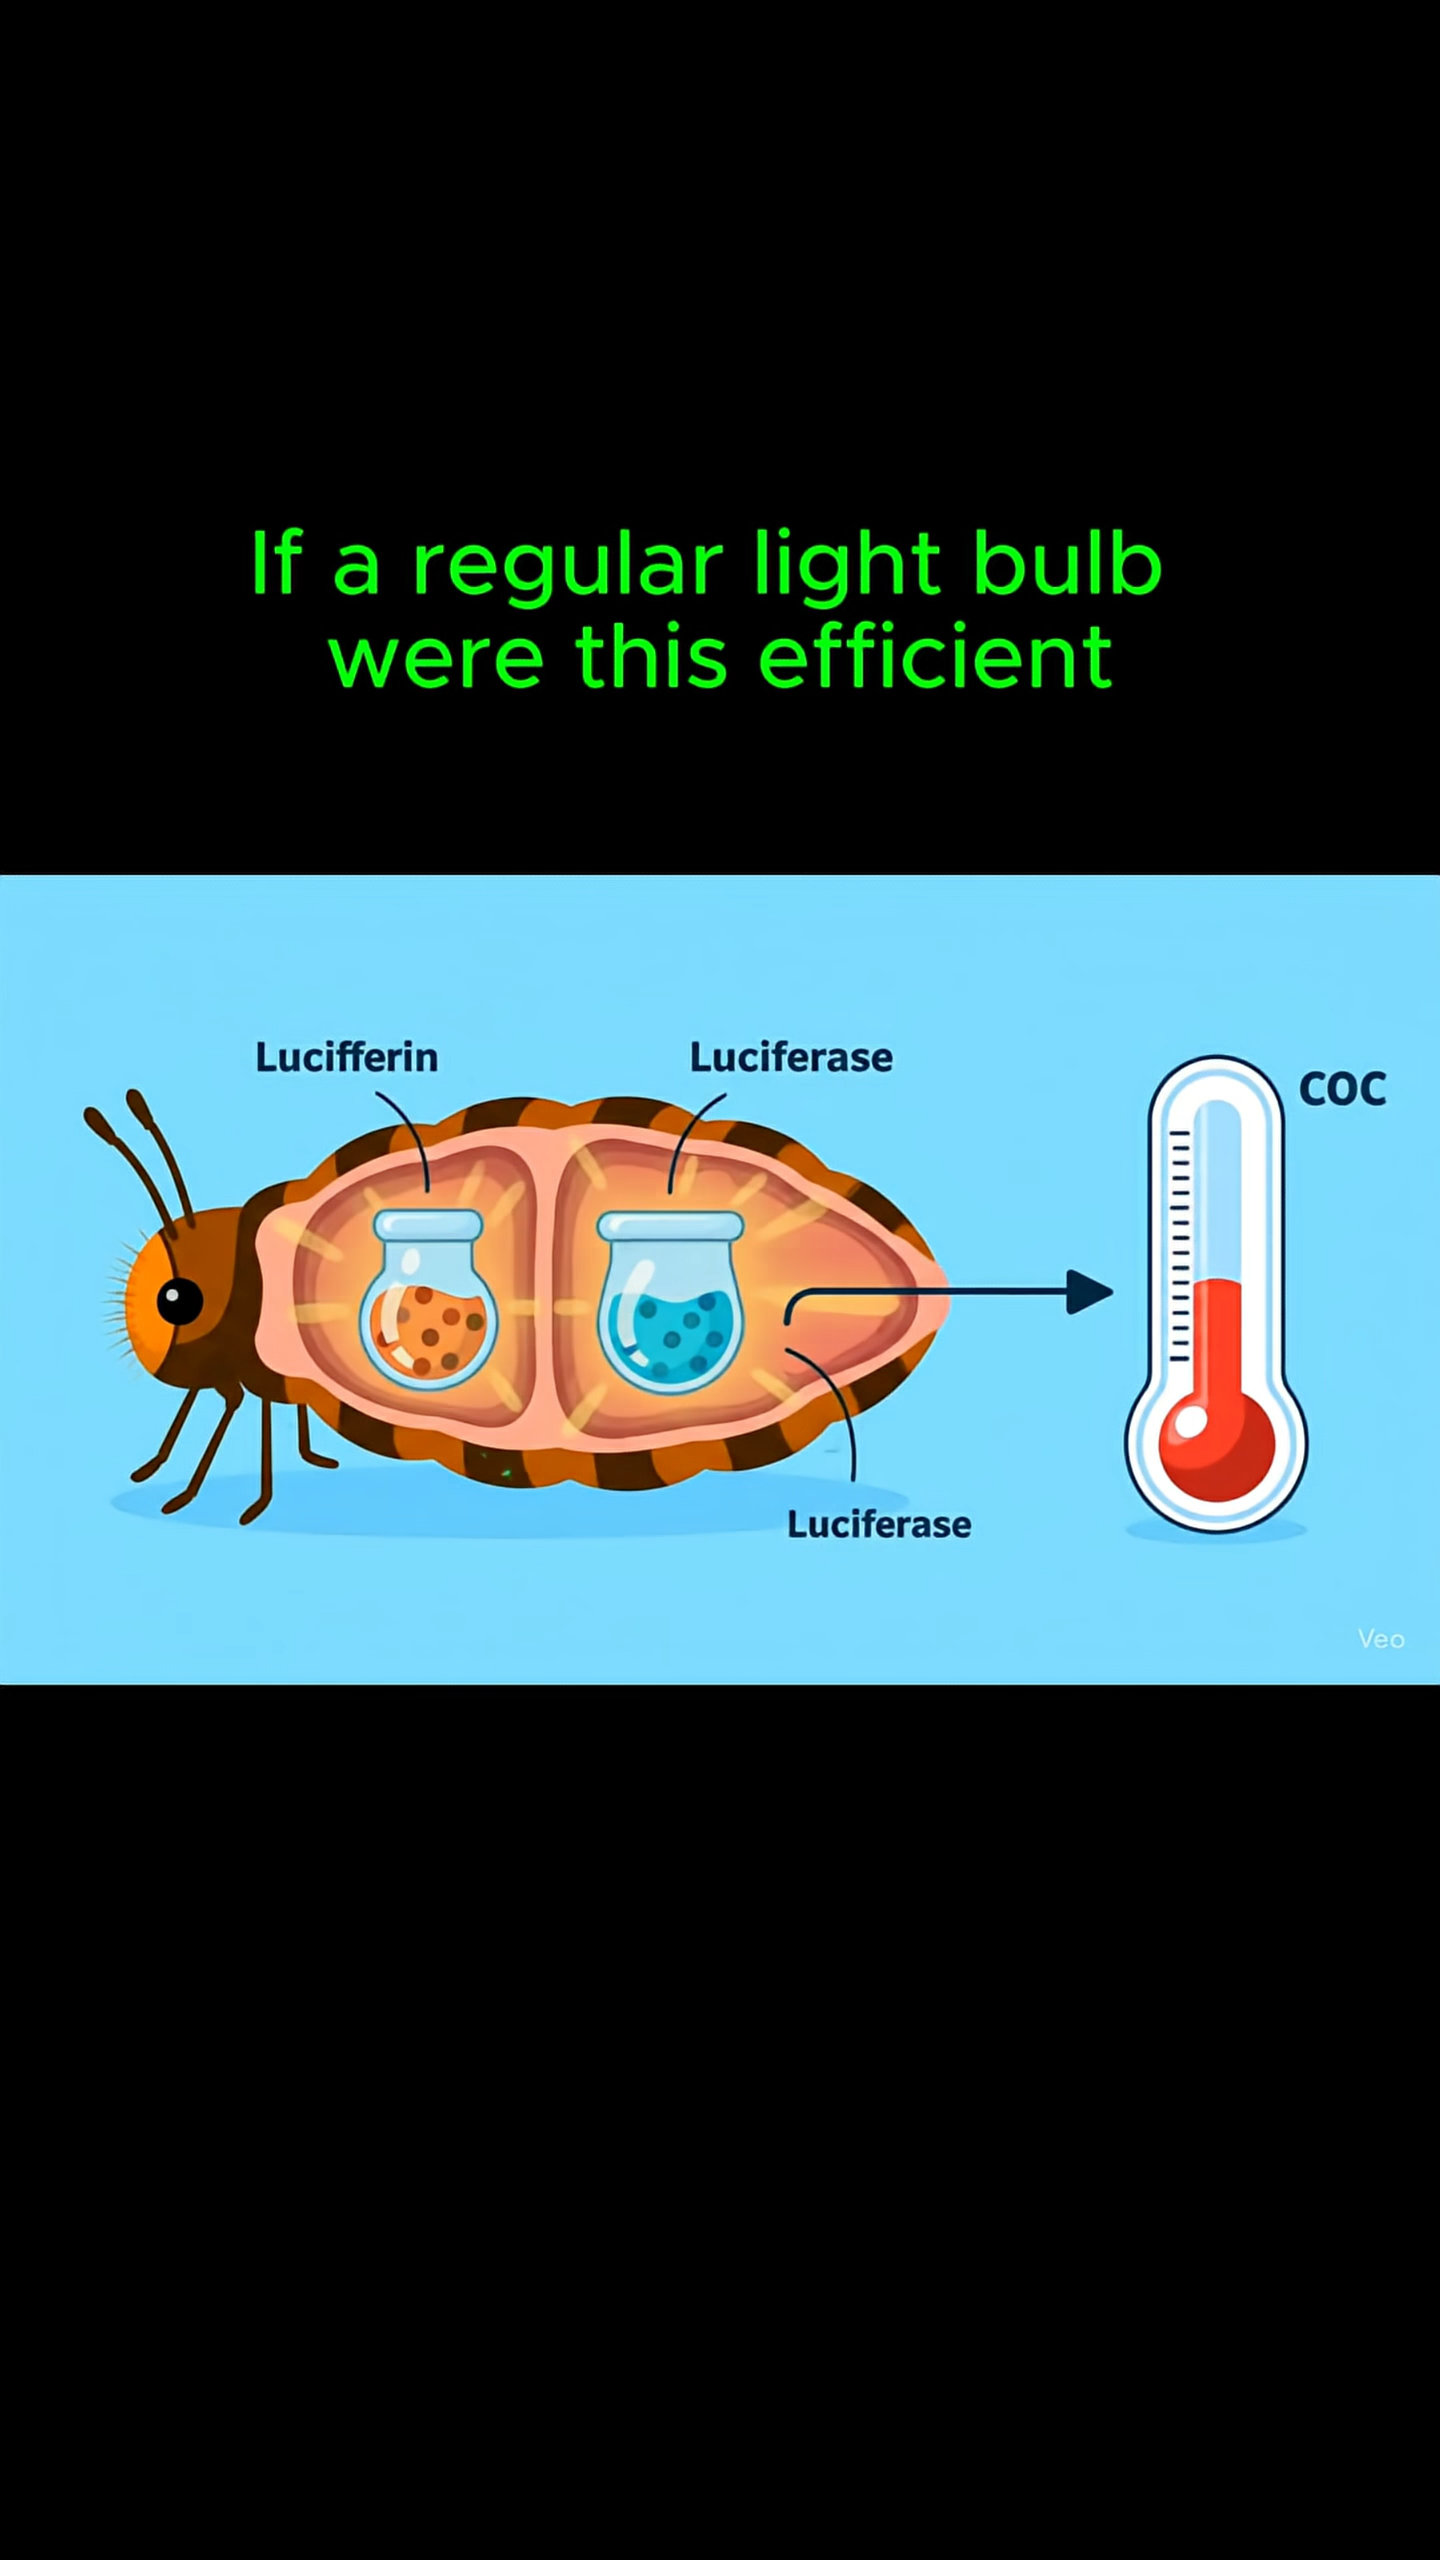 If a regular light bulb
were this efficient
Lucifferin
Luciferase
COC
Luciferase
Veo